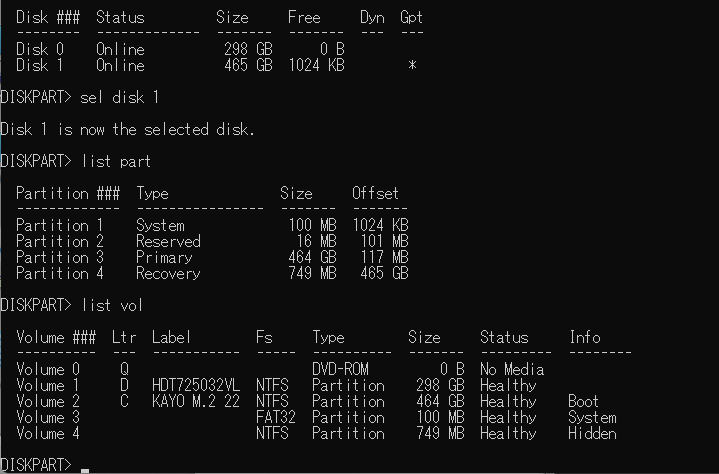 Disk ###  Status         Size     Free     Dyn  Gpt
--------  -------------  -------  -------  ---  ---
Disk 0    Online          298 GB      0 B
Disk 1    Online          465 GB  1024 KB        *
DISKPART> sel disk 1
Disk 1 is now the selected disk.
DISKPART> list part
Partition ###  Type              Size     Offset
-------------  ----------------  -------  -------
Partition 1    System             100 MB  1024 KB
Partition 2    Reserved            16 MB   101 MB
Partition 3    Primary            464 GB   117 MB
Partition 4    Recovery           749 MB   465 GB
DISKPART> list vol
Volume ###  Ltr  Label        Fs     Type        Size     Status     Info
----------  ---  -----------  -----  ----------  -------  ---------  --------
Volume 0     Q                       DVD-ROM         0 B  No Media
Volume 1     D   HDT725032VL  NTFS   Partition    298 GB  Healthy
Volume 2     C   KAYO M.2 22  NTFS   Partition    464 GB  Healthy    Boot
Volume 3                      FAT32  Partition    100 MB  Healthy    System
Volume 4                      NTFS   Partition    749 MB  Healthy    Hidden
DISKPART>